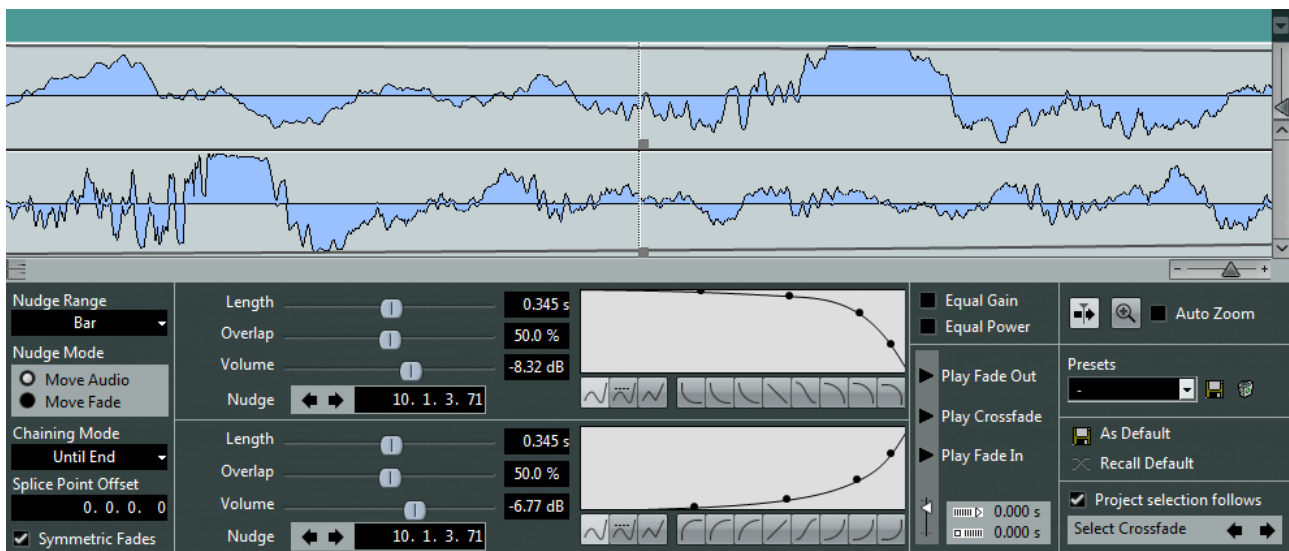 Nudge Range
Bar
Nudge Mode
Move Audio
Move Fade
Chaining Mode
Until End
Splice Point Offset
0. 0. 0. 0
Symmetric Fades
Length 0.345 s
Overlap 50.0 %
Volume -8.32 dB
Nudge 10. 1. 3. 71
Length 0.345 s
Overlap 50.0 %
Volume -6.77 dB
Nudge 10. 1. 3. 71
Equal Gain
Equal Power
Play Fade Out
Play Crossfade
Play Fade In
0.000 s
0.000 s
- +
Auto Zoom
Presets
-
As Default
Recall Default
Project selection follows
Select Crossfade